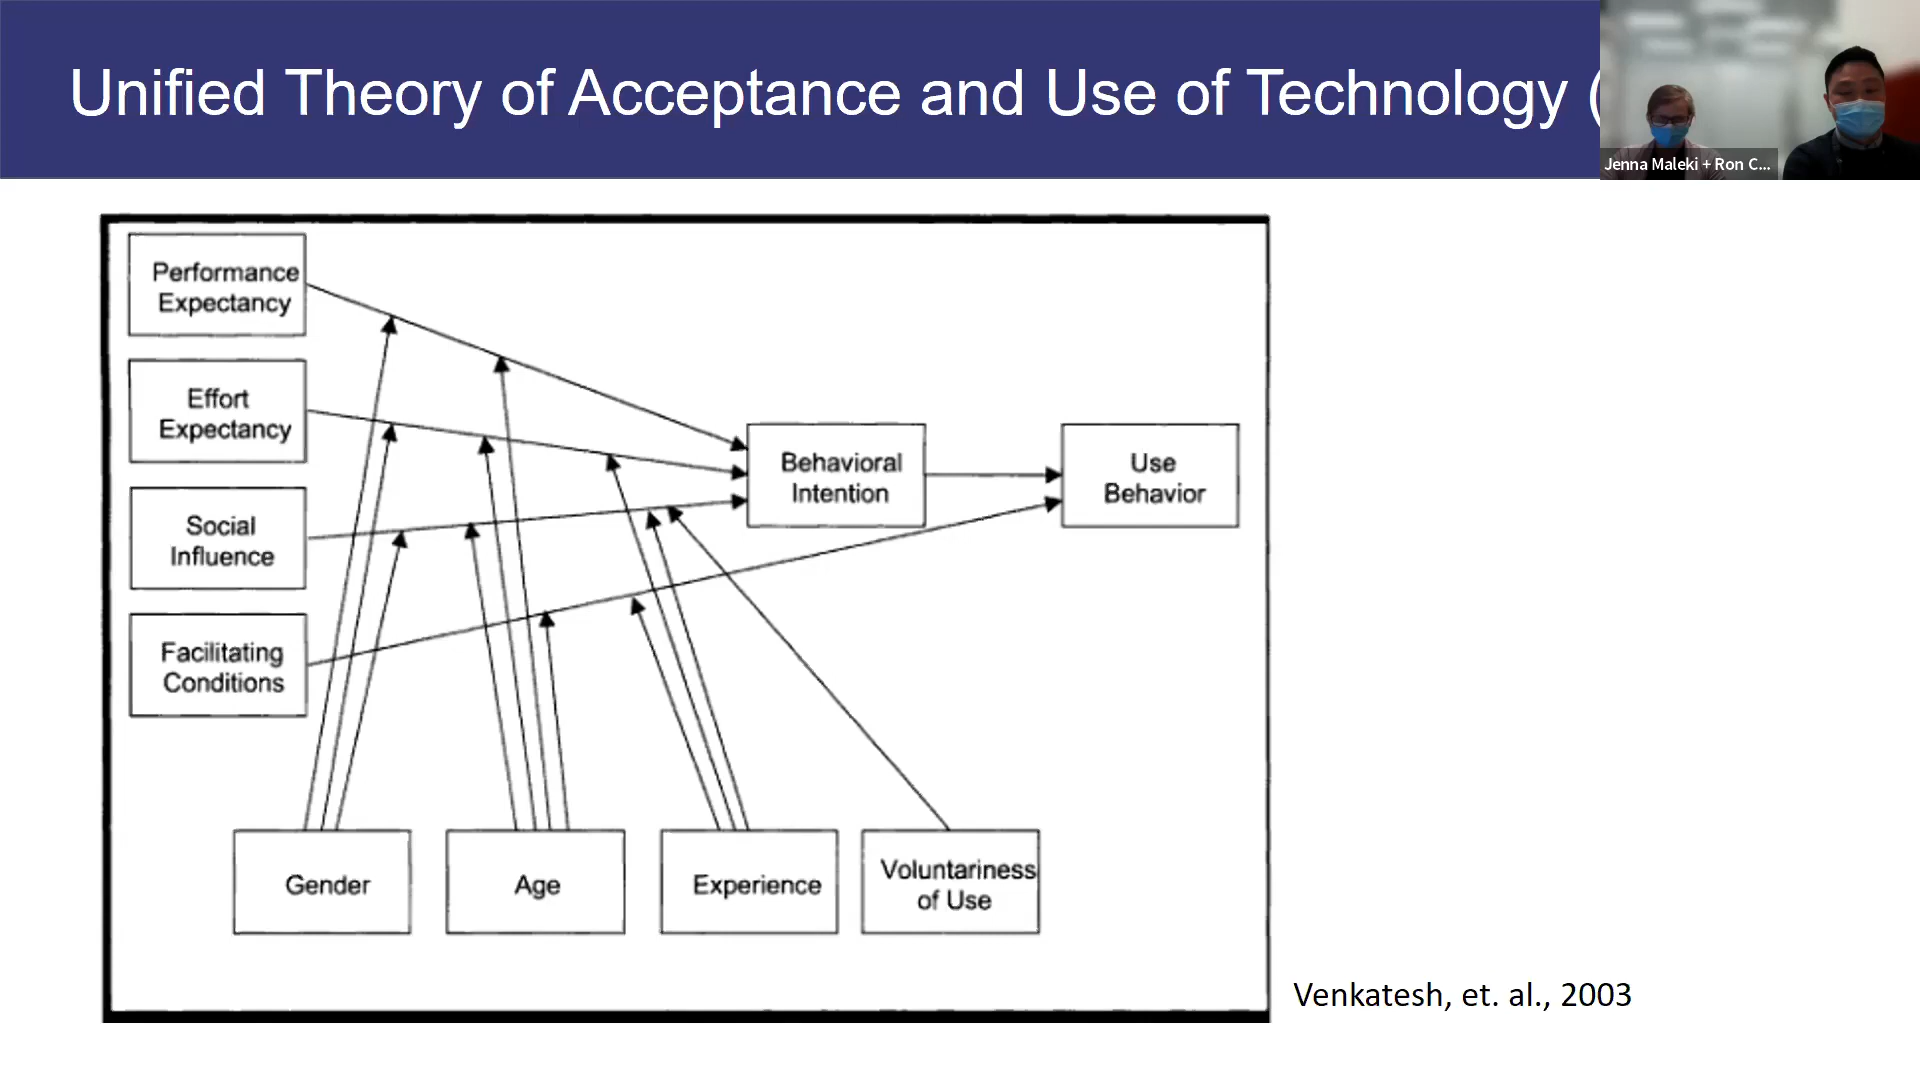 Unified Theory of Acceptance and Use of Technology (
Jenna Maleki + Ron C...
Performance
Expectancy
Effort
Expectancy
Social
Influence
Facilitating
Conditions
Behavioral
Intention
Use
Behavior
Gender
Age
Experience
Voluntariness
of Use
Venkatesh, et. al., 2003